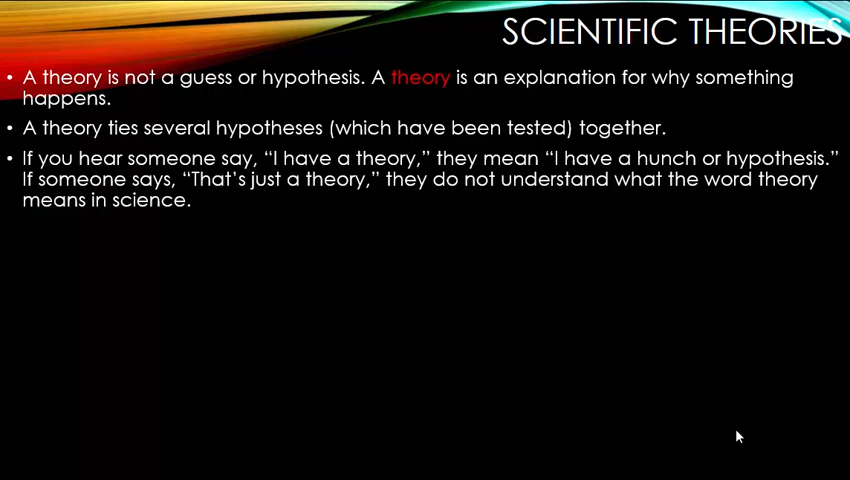 SCIENTIFIC THEORIES
• A theory is not a guess or hypothesis. A theory is an explanation for why something
happens.
• A theory ties several hypotheses (which have been tested) together.
• If you hear someone say, “I have a theory,” they mean “I have a hunch or hypothesis.”
If someone says, “That’s just a theory,” they do not understand what the word theory
means in science.